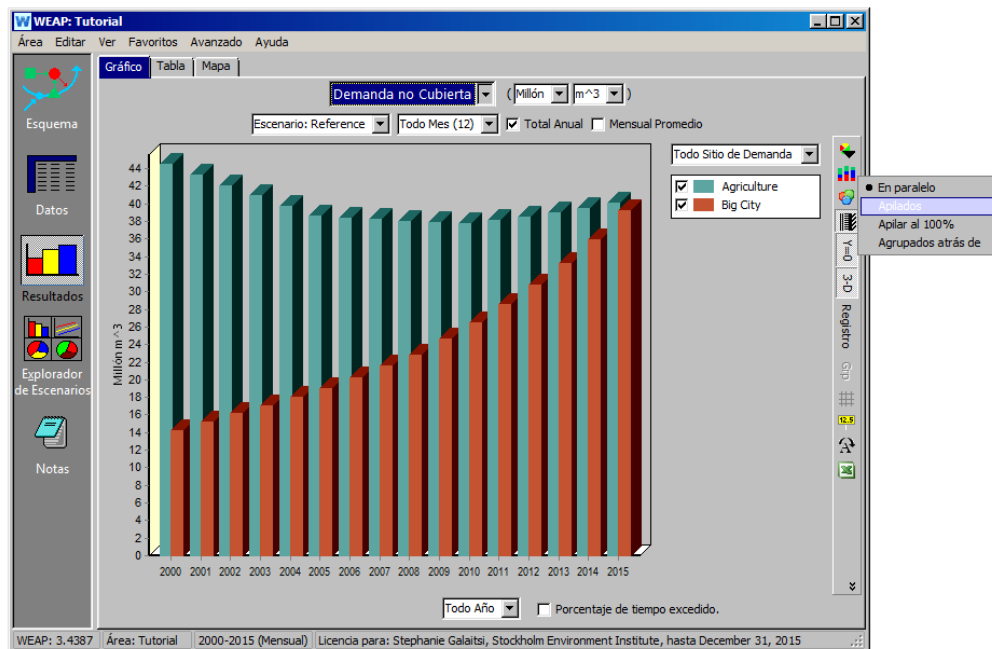 WEAP: Tutorial
Área Editar Ver Favoritos Avanzado Ayuda
Gráfico Tabla Mapa
Demanda no Cubierta ( Millón m^3 )
Escenario: Reference Todo Mes (12) Total Anual Mensual Promedio
Esquema
Datos
Resultados
Explorador
de Escenarios
Notas
Todo Sitio de Demanda
Agriculture
Big City
En paralelo
Apilados
Apilar al 100%
Agrupados atrás de
Y=0
3-D
Registro
Grp
12.5
Millón m^3
44
42
40
38
36
34
32
30
28
26
24
22
20
18
16
14
12
10
8
6
4
2
0
2000 2001 2002 2003 2004 2005 2006 2007 2008 2009 2010 2011 2012 2013 2014 2015
Todo Año Porcentaje de tiempo excedido.
WEAP: 3.4387 Área: Tutorial 2000-2015 (Mensual) Licencia para: Stephanie Galaitsi, Stockholm Environment Institute, hasta December 31, 2015